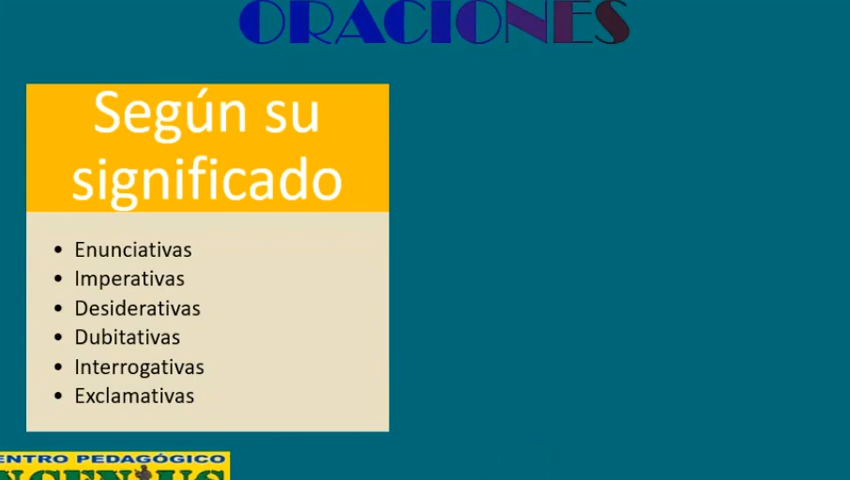 ORACIONES
Según su
significado
• Enunciativas
• Imperativas
• Desiderativas
• Dubitativas
• Interrogativas
• Exclamativas
ENTRO PEDAGÓGICO